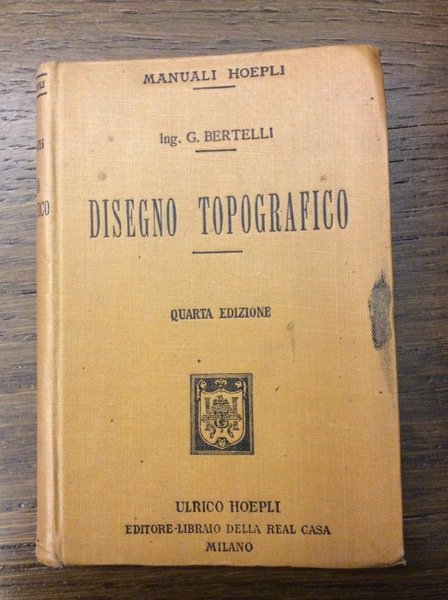 MANUALI HOEPLI
Ing. G. BERTELLI
DISEGNO TOPOGRAFICO
QUARTA EDIZIONE
ULRICO HOEPLI
EDITORE-LIBRAIO DELLA REAL CASA
MILANO